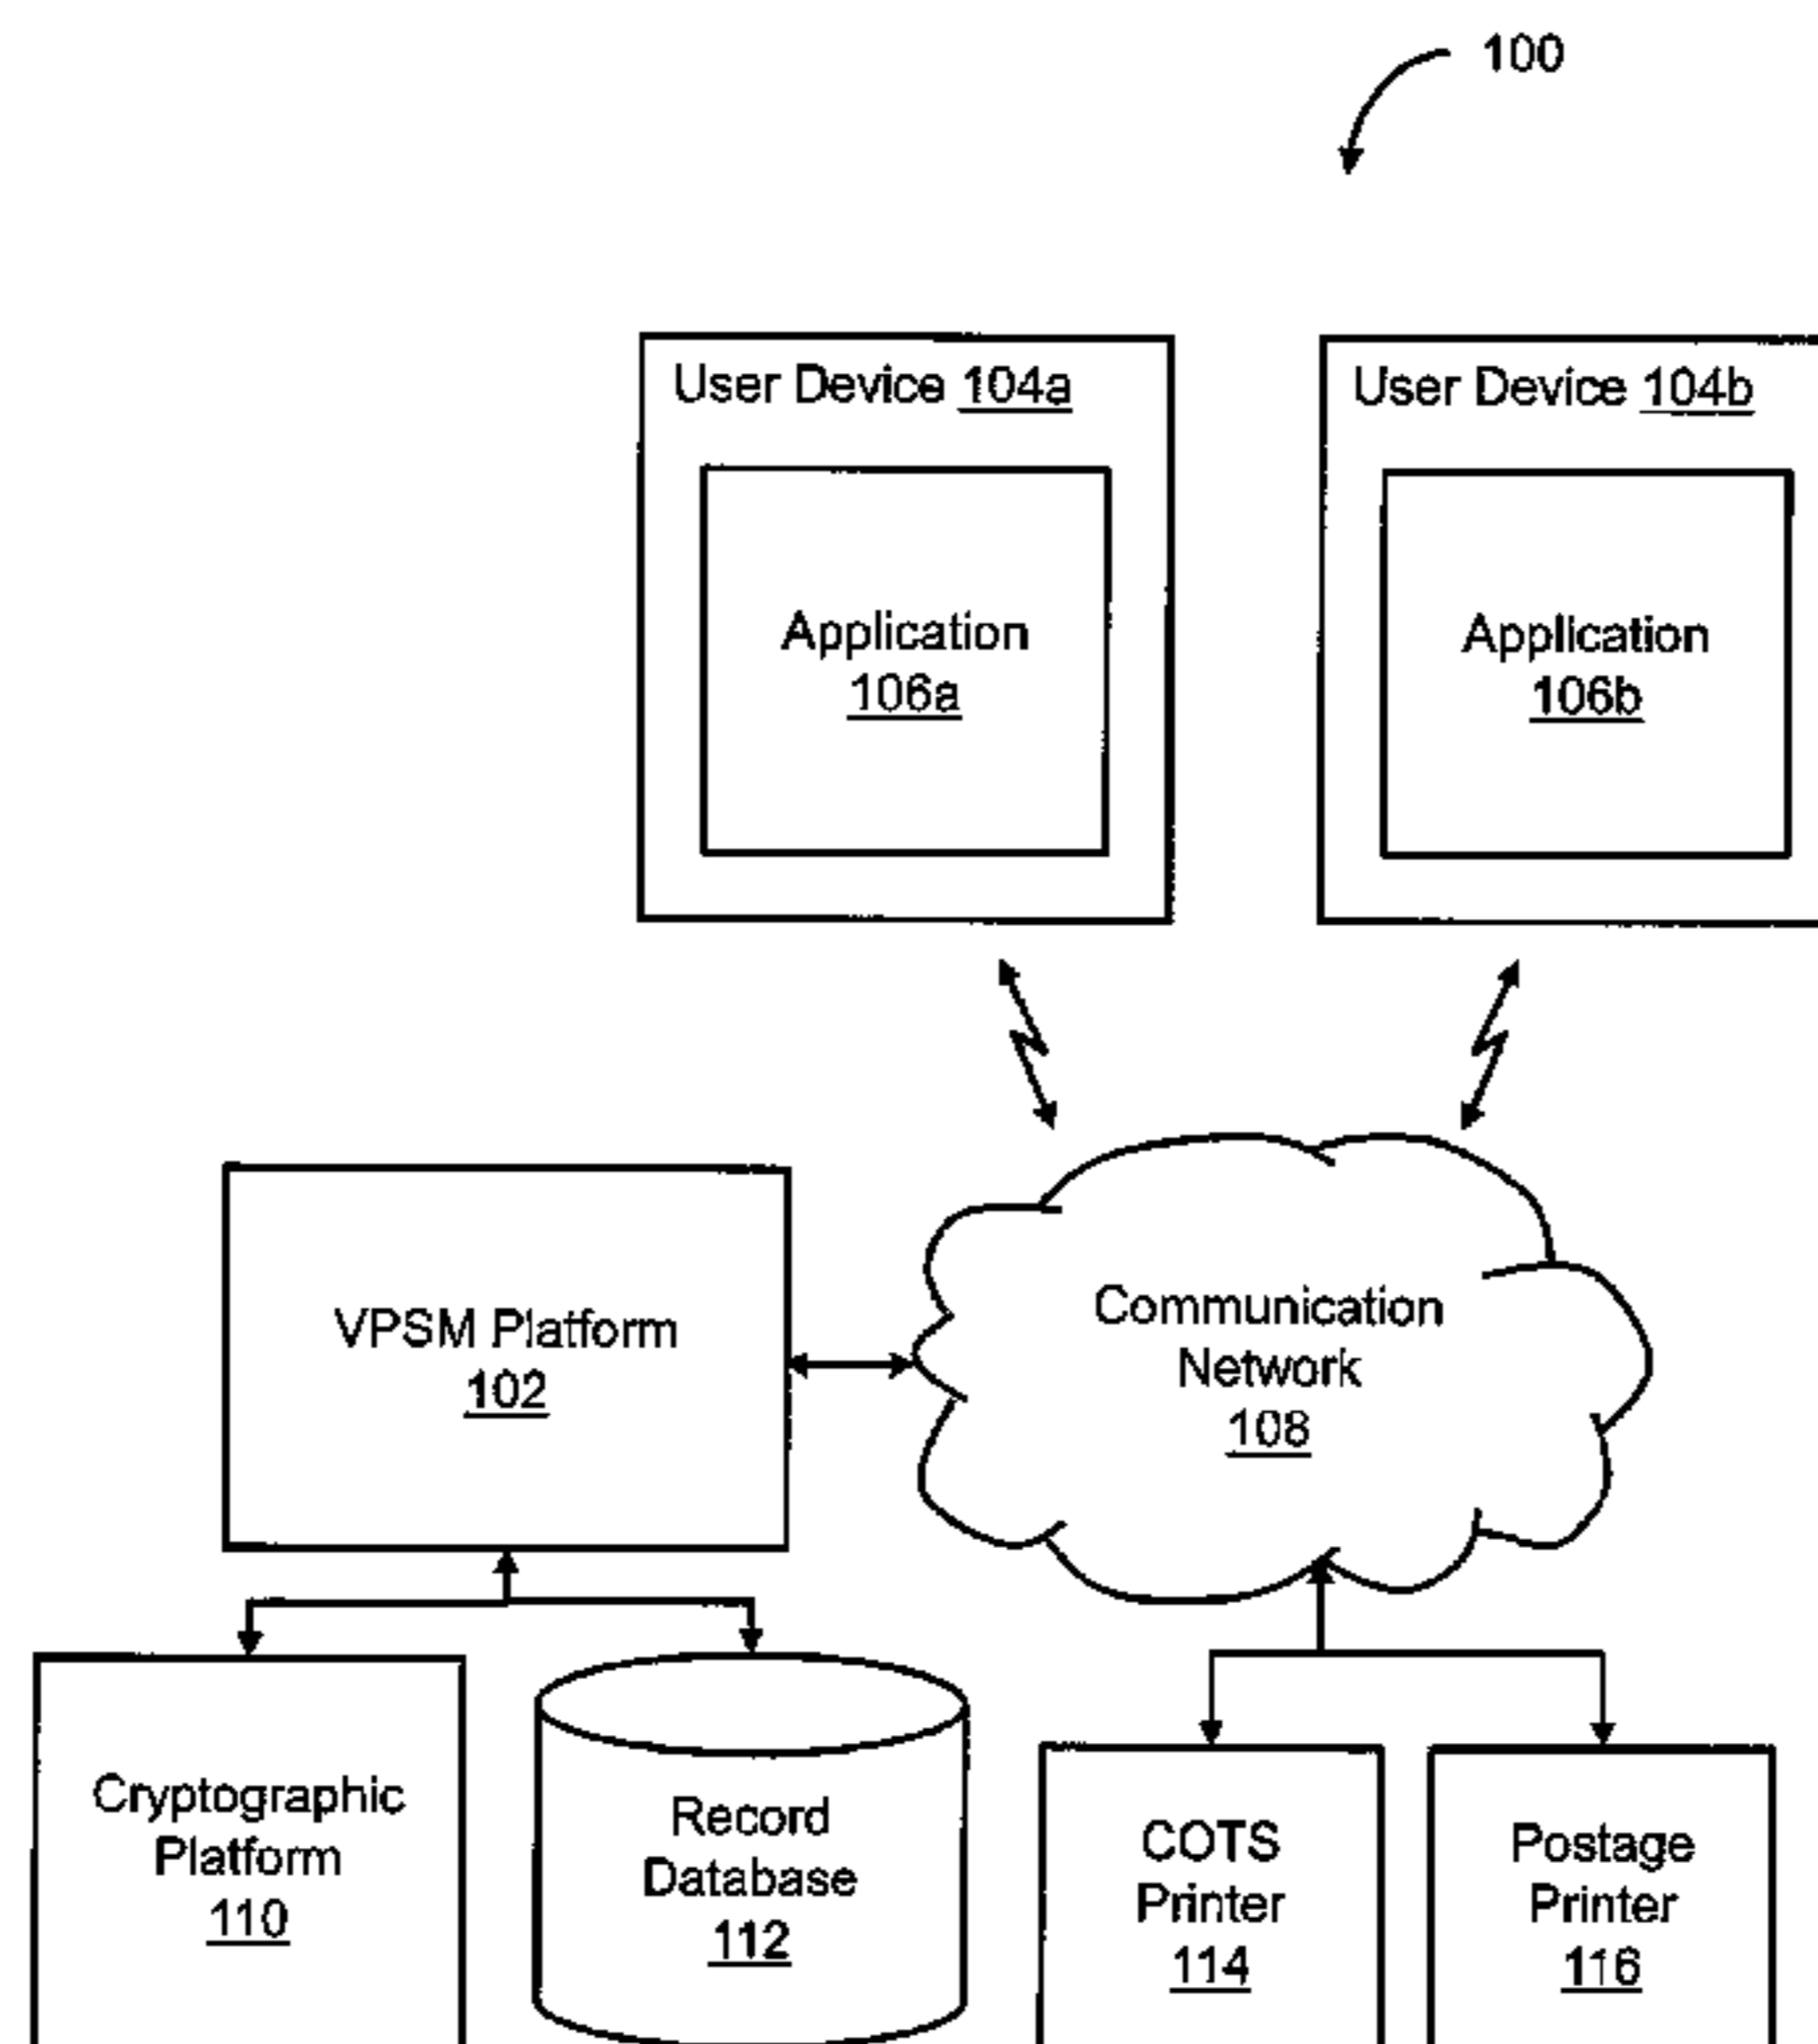 100
User Device 104a
User Device 104b
Application
106a
Application
106b
VPSM Platform
102
Communication
Network
108
Cryptographic
Platform
110
Record
Database
112
COTS
Printer
114
Postage
Printer
116